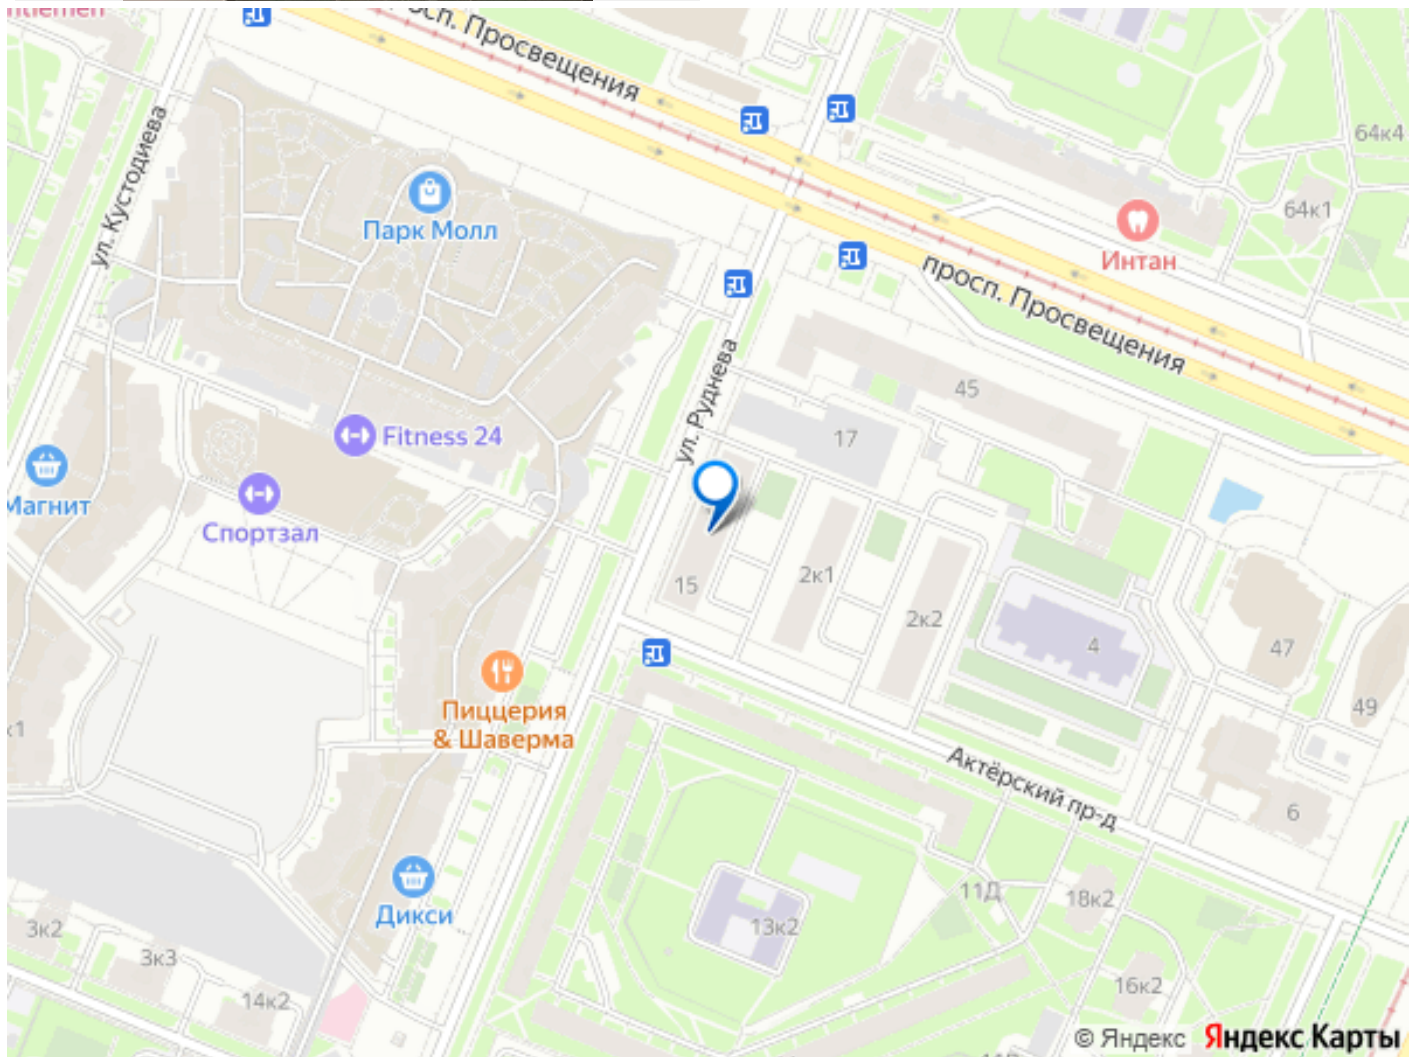 просп. Просвещения
ул. Кустодиева
64к4
64к1
Парк Молл
Интан
просп. Просвещения
ул. Руднева
45
17
Fitness 24
Магнит
Спортзал
15
2к1
2к2
4
47
49
Пиццерия
& Шаверма
Актёрский пр-д
6
Дикси
11Д
18к2
13к2
3к2
3к3
14к2
16к2
© Яндекс Яндекс Карты